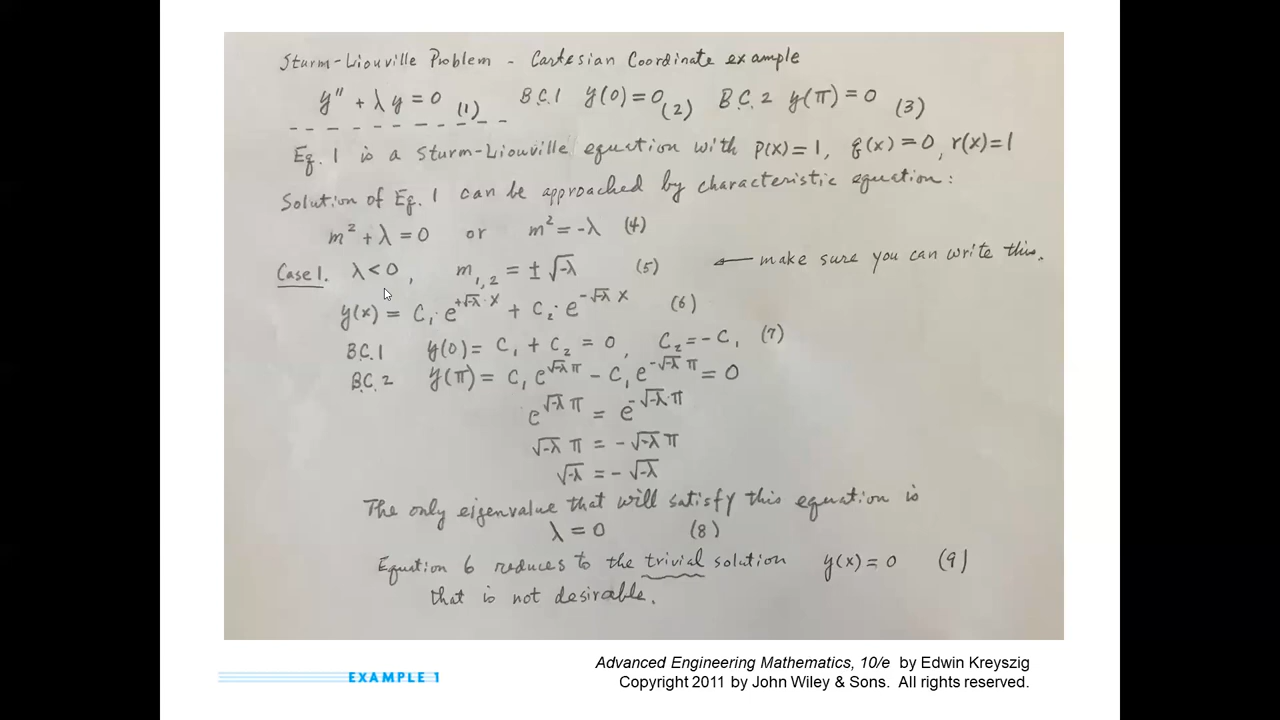 Sturm-Liouville Problem - Cartesian Coordinate example
y'' + λy = 0 (1) B.C.1 y(0)=0 (2) B.C.2 y(π)=0 (3)
Eq. 1 is a Sturm-Liouville equation with p(x)=1, q(x)=0, r(x)=1
Solution of Eq. 1 can be approached by characteristic equation:
m² + λ = 0 or m² = -λ (4)
Case 1. λ<0, m₁,₂ = ± √-λ (5) ← make sure you can write this.
y(x) = C₁·e^{+√-λ·x} + C₂·e^{-√-λ x} (6)
B.C.1 y(0) = C₁ + C₂ = 0, C₂ = -C₁ (7)
B.C.2 y(π) = C₁ e^{√-λ π} - C₁ e^{-√-λ π} = 0
e^{√-λ π} = e^{-√-λ·π}
√-λ π = - √-λ π
√-λ = - √-λ
The only eigenvalue that will satisfy this equation is
λ = 0 (8)
Equation 6 reduces to the trivial solution y(x) = 0 (9)
that is not desirable.
EXAMPLE 1
Advanced Engineering Mathematics, 10/e by Edwin Kreyszig
Copyright 2011 by John Wiley & Sons. All rights reserved.